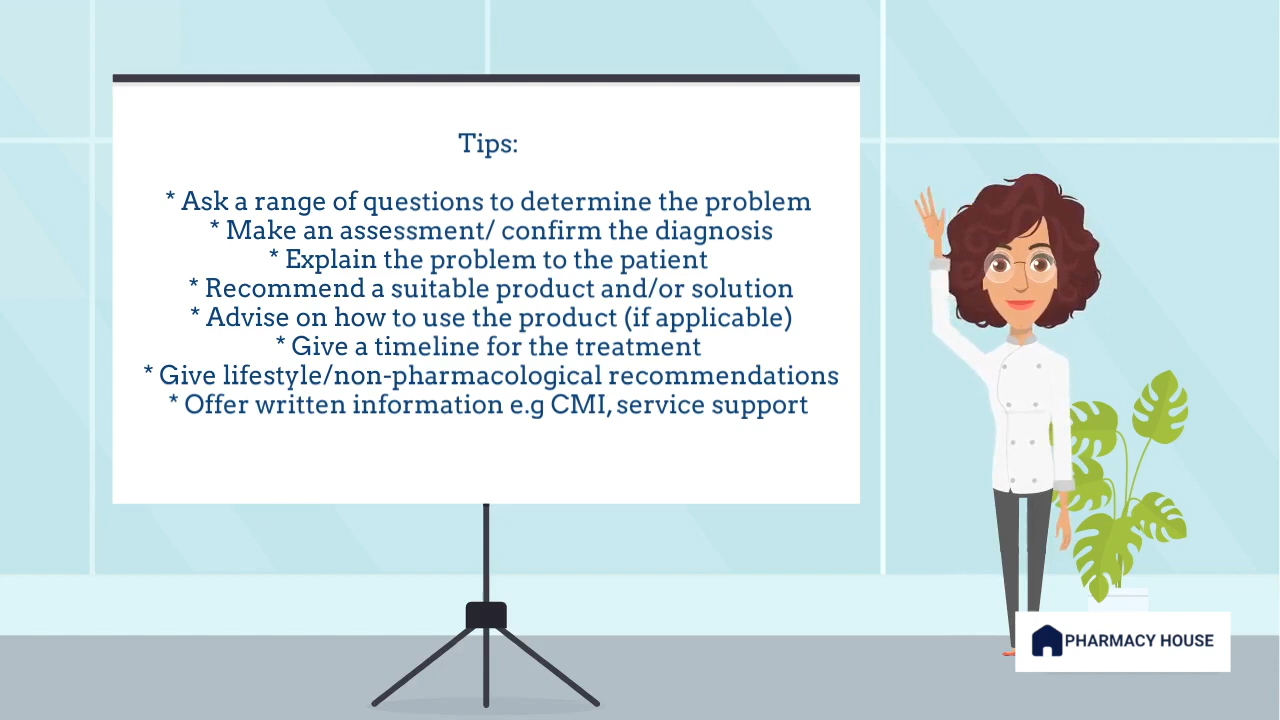 Tips:
* Ask a range of questions to determine the problem
* Make an assessment/ confirm the diagnosis
* Explain the problem to the patient
* Recommend a suitable product and/or solution
* Advise on how to use the product (if applicable)
* Give a timeline for the treatment
* Give lifestyle/non-pharmacological recommendations
* Offer written information e.g CMI, service support
PHARMACY HOUSE